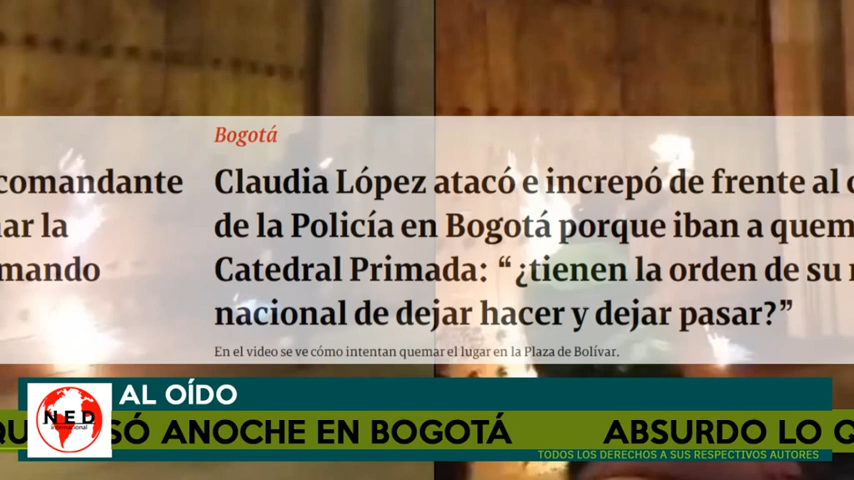 Bogotá
comandante
Claudia López atacó e increpó de frente al c
ar la
de la Policía en Bogotá porque iban a quem
mando
Catedral Primada: “¿tienen la orden de su
nacional de dejar hacer y dejar pasar?”
En el video se ve cómo intentan quemar el lugar en la Plaza de Bolívar.
AL OÍDO
NED
international
QU SÓ ANOCHE EN BOGOTÁ ABSURDO LO Q
TODOS LOS DERECHOS A SUS RESPECTIVOS AUTORES